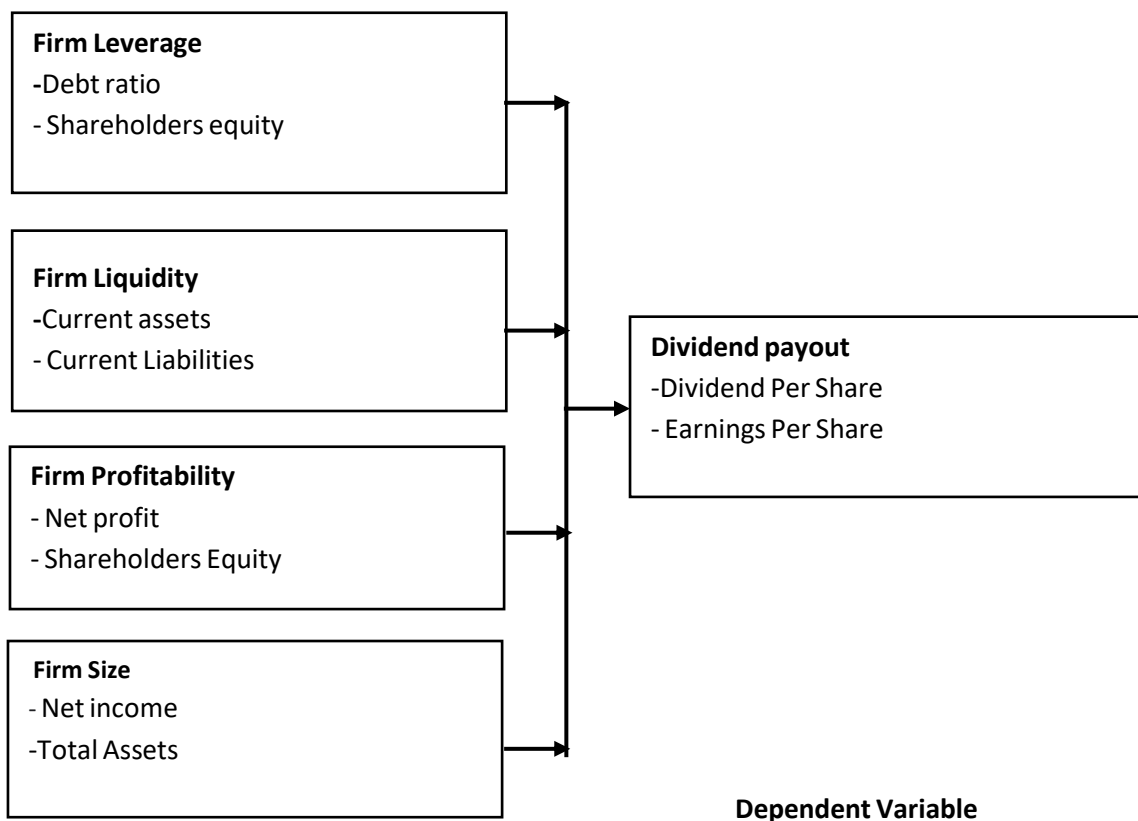 Firm Leverage
-Debt ratio
- Shareholders equity
Firm Liquidity
-Current assets
- Current Liabilities
Firm Profitability
- Net profit
- Shareholders Equity
Firm Size
- Net income
-Total Assets
Dividend payout
-Dividend Per Share
- Earnings Per Share
Dependent Variable